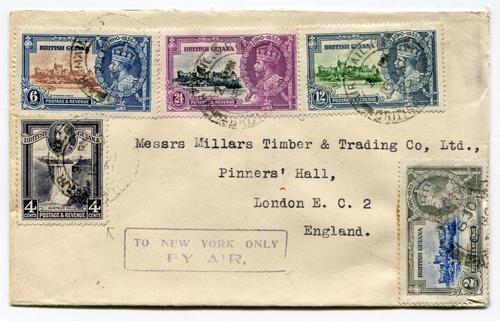 BRITISH GUIANA
1910-1935
6
POSTAGE & REVENUE
BRITISH GUIANA
1910-1935
24
POSTAGE & REVENUE
BRITISH GUIANA
1910-1935
12
POSTAGE & REVENUE
BRITISH GUIANA
4 CENTS
POSTAGE & REVENUE
4 CENTS
Messrs Millars Timber & Trading Co, Ltd.,
Pinners' Hall,
London E. C. 2
England.
TO NEW YORK ONLY
BY AIR.
BRITISH GUIANA
2
POSTAGE & REVENUE